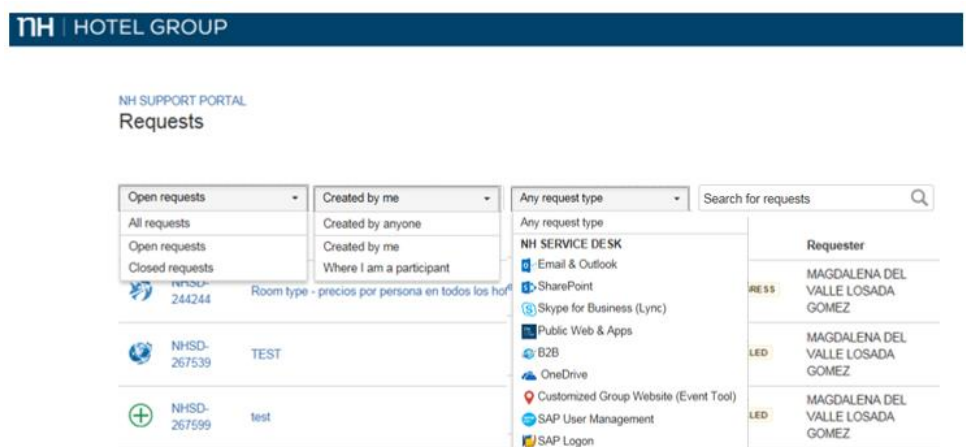 nH | HOTEL GROUP
NH SUPPORT PORTAL
Requests
Open requests
Created by me
Any request type
Search for requests
All requests
Open requests
Closed requests
Created by anyone
Created by me
Where I am a participant
Any request type
NH SERVICE DESK
Email & Outlook
SharePoint
Skype for Business (Lync)
Public Web & Apps
B2B
OneDrive
Customized Group Website (Event Tool)
SAP User Management
SAP Logon
Requester
NHSD-
244244
Room type - precios por persona en todos los
MAGDALENA DEL
VALLE LOSADA
GOMEZ
NHSD-
267539
TEST
MAGDALENA DEL
VALLE LOSADA
GOMEZ
NHSD-
267599
test
MAGDALENA DEL
VALLE LOSADA
GOMEZ